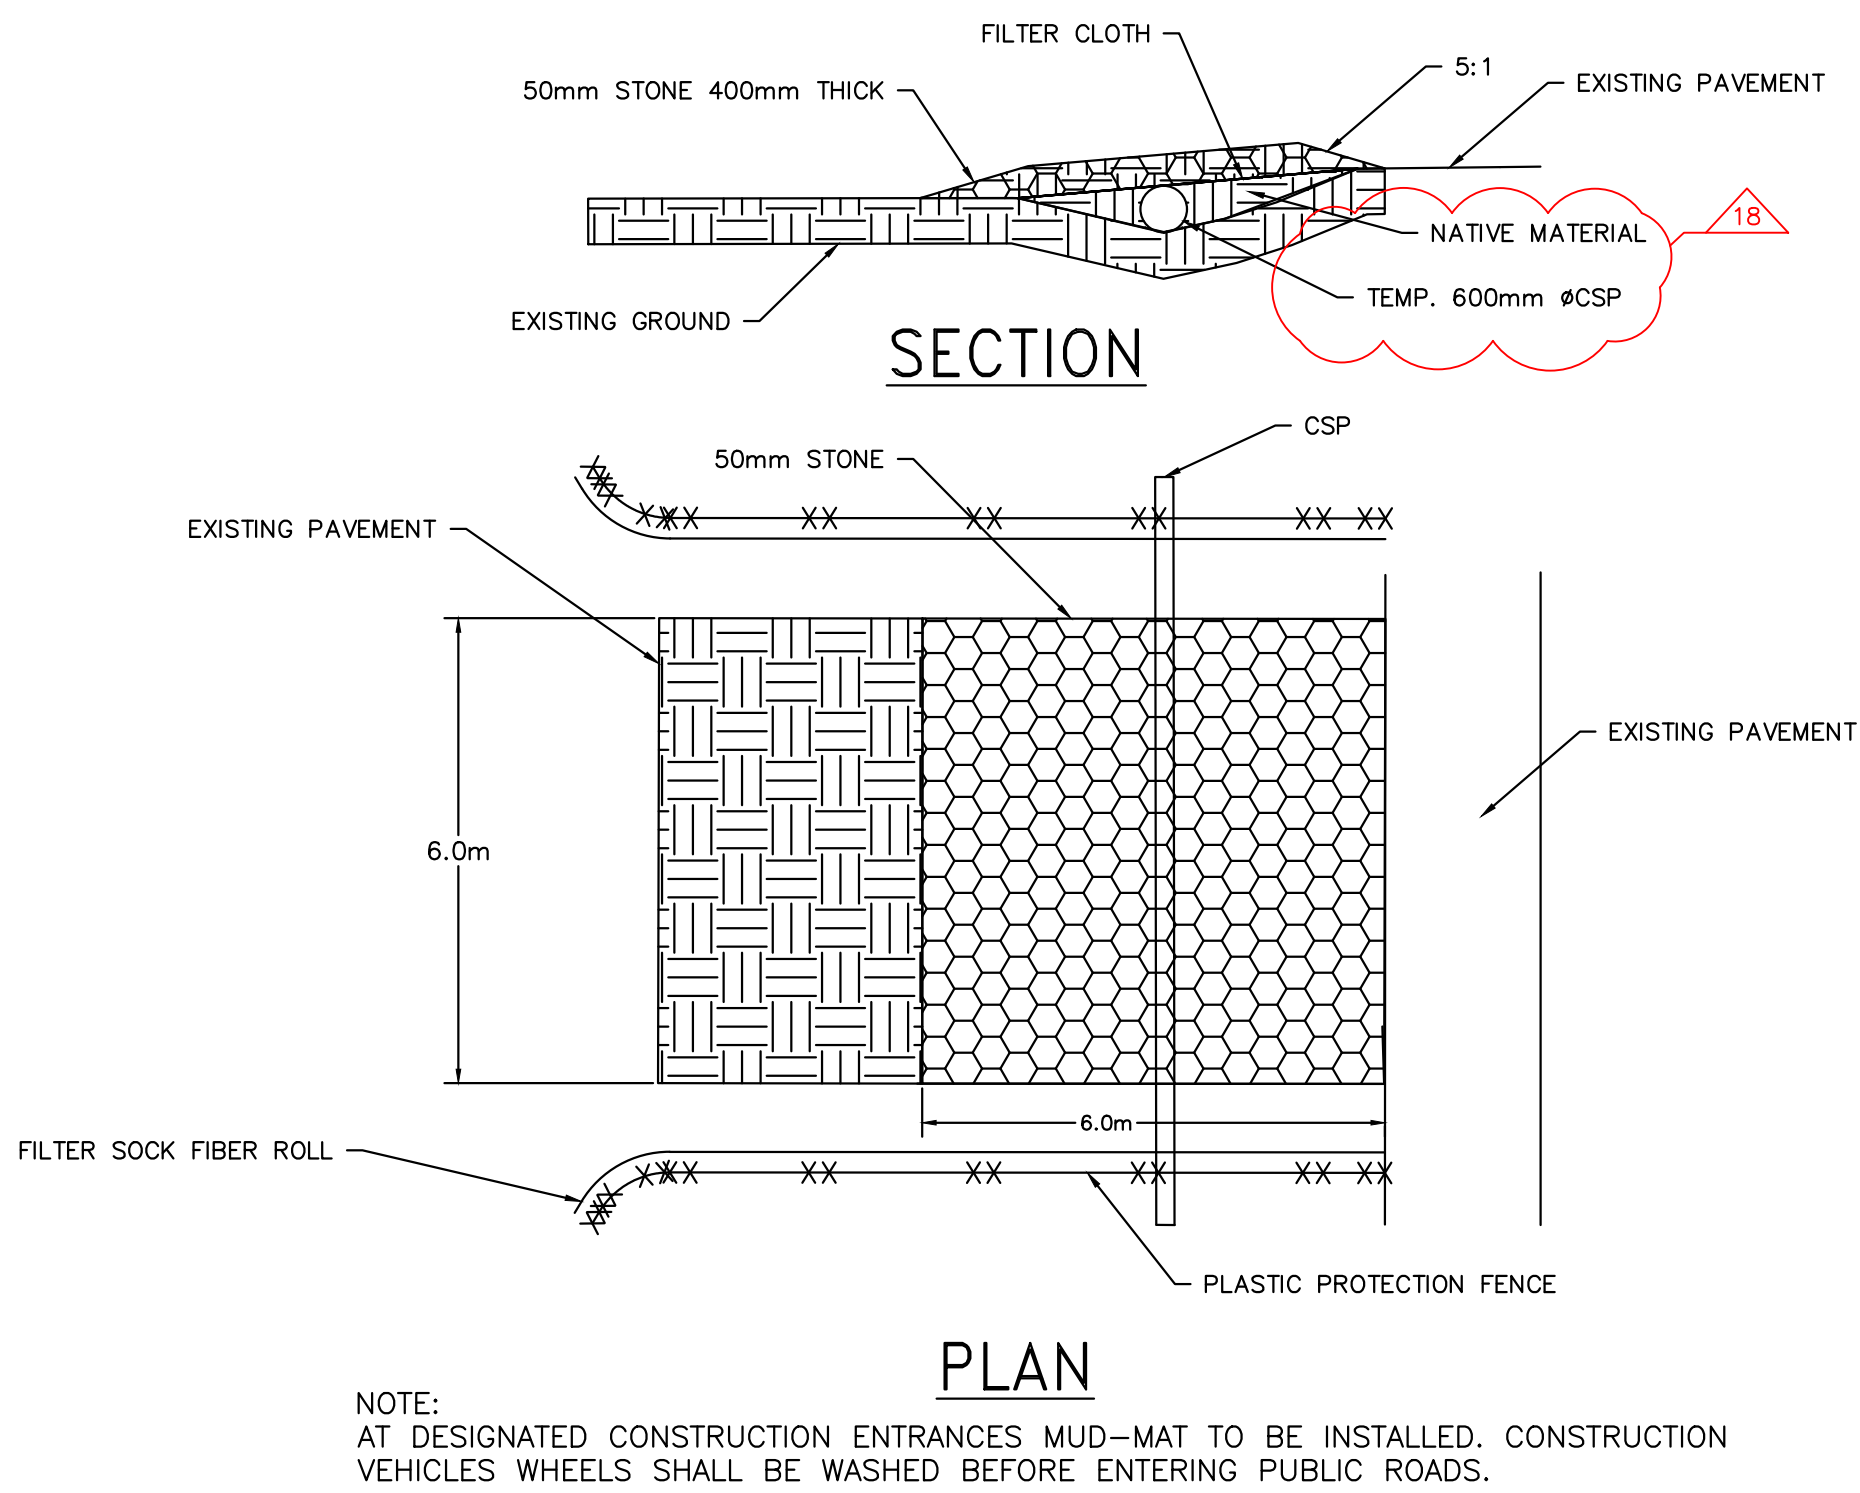 FILTER CLOTH
5:1
50mm STONE 400mm THICK
EXISTING PAVEMENT
18
NATIVE MATERIAL
TEMP. 600mm ØCSP
EXISTING GROUND
SECTION
CSP
50mm STONE
EXISTING PAVEMENT
EXISTING PAVEMENT
6.0m
6.0m
FILTER SOCK FIBER ROLL
PLASTIC PROTECTION FENCE
PLAN
NOTE:
AT DESIGNATED CONSTRUCTION ENTRANCES MUD-MAT TO BE INSTALLED. CONSTRUCTION
VEHICLES WHEELS SHALL BE WASHED BEFORE ENTERING PUBLIC ROADS.